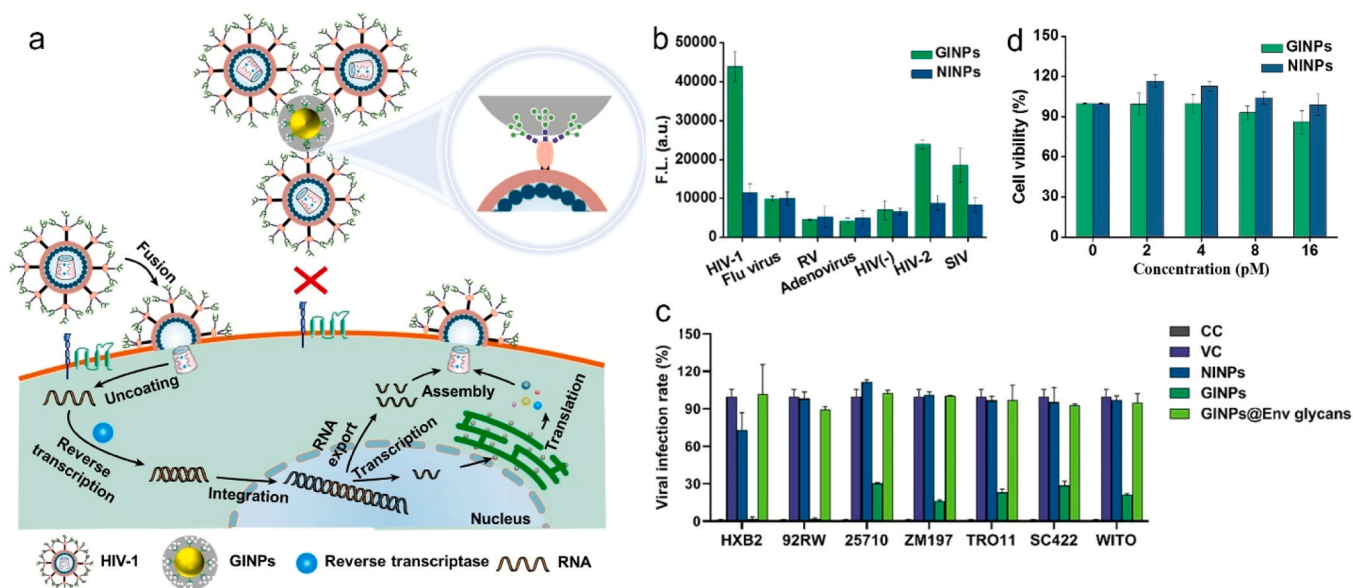 a
Fusion
Uncoating
Reverse
transcription
Integration
RNA
export
Transcription
Assembly
Translation
Nucleus
HIV-1
GINPs
Reverse transcriptase
RNA
b
50000
40000
30000
20000
10000
0
F.L. (a.u.)
GINPs
NINPs
HIV-1
Flu virus
RV
Adenovirus
HIV(-)
HIV-2
SIV
d
150
120
90
60
30
0
Cell vibility (%)
GINPs
NINPs
0 2 4 8 16
Concentration (pM)
c
150
120
90
60
30
0
Viral infection rate (%)
CC
VC
NINPs
GINPs
GINPs@Env glycans
HXB2 92RW 25710 ZM197 TRO11 SC422 WITO